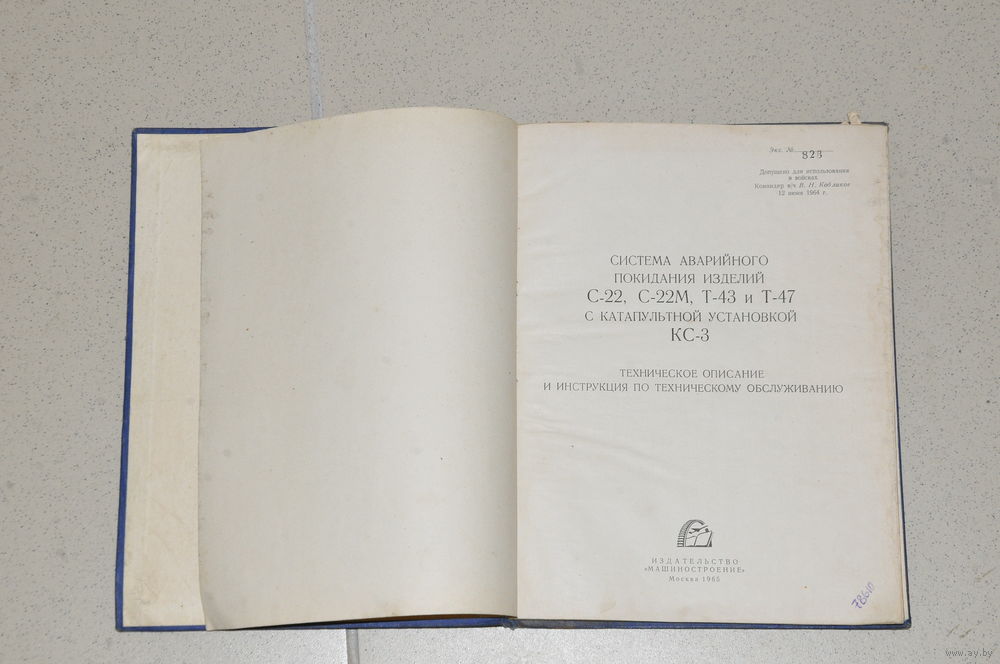 Экз. № 823
Допущено для использования
в войсках
Командир в/ч В. Н. Кобликов
12 июня 1964 г.
СИСТЕМА АВАРИЙНОГО
ПОКИДАНИЯ ИЗДЕЛИЙ
С-22, С-22М, Т-43 и Т-47
С КАТАПУЛЬТНОЙ УСТАНОВКОЙ
КС-3
ТЕХНИЧЕСКОЕ ОПИСАНИЕ
И ИНСТРУКЦИЯ ПО ТЕХНИЧЕСКОМУ ОБСЛУЖИВАНИЮ
ИЗДАТЕЛЬСТВО
«МАШИНОСТРОЕНИЕ»
Москва 1965
78610
www.ay.by